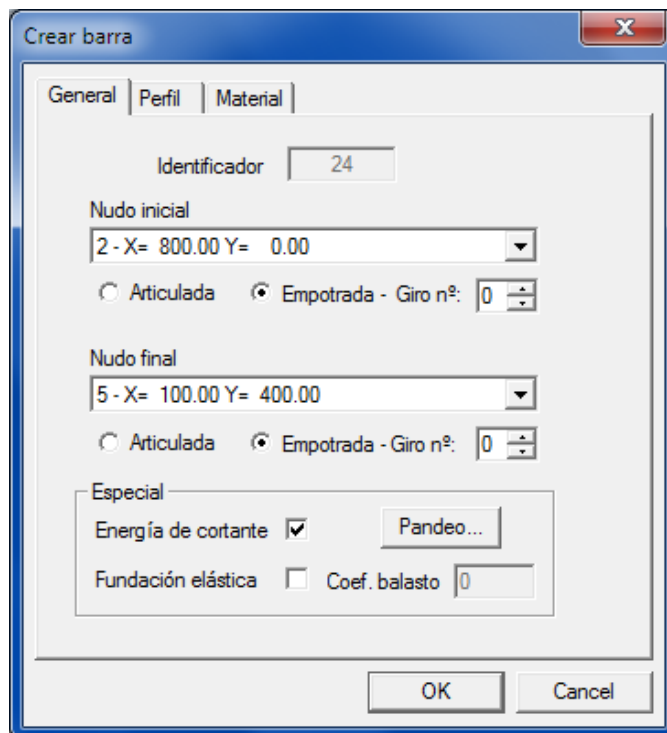 Crear barra
General Perfil Material
Identificador 24
Nudo inicial
2 - X=  800.00 Y=    0.00
Articulada Empotrada - Giro nº: 0
Nudo final
5 - X=  100.00 Y=  400.00
Articulada Empotrada - Giro nº: 0
Especial
Energía de cortante Pandeo...
Fundación elástica Coef. balasto 0
OK Cancel